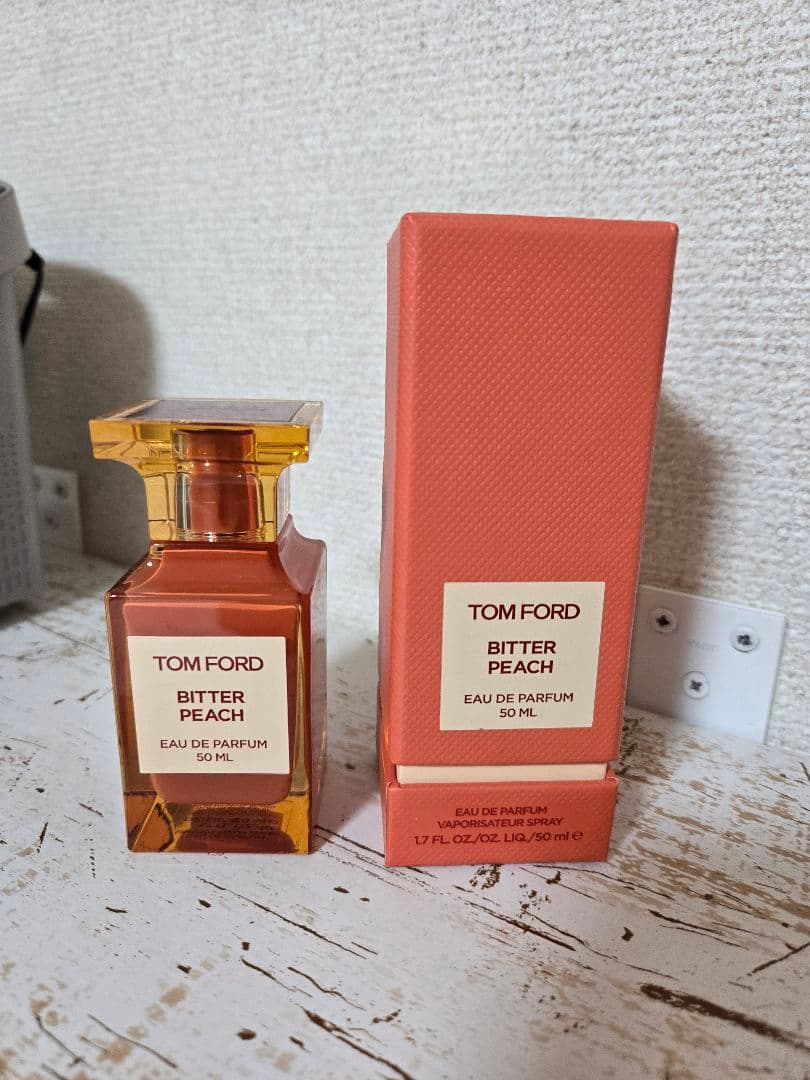 TOM FORD
BITTER
PEACH
EAU DE PARFUM
50 ML
TOM FORD
BITTER
PEACH
EAU DE PARFUM
50 ML
EAU DE PARFUM
VAPORISATEUR SPRAY
1.7 FL. OZ./OZ. LIQ./50 ml e